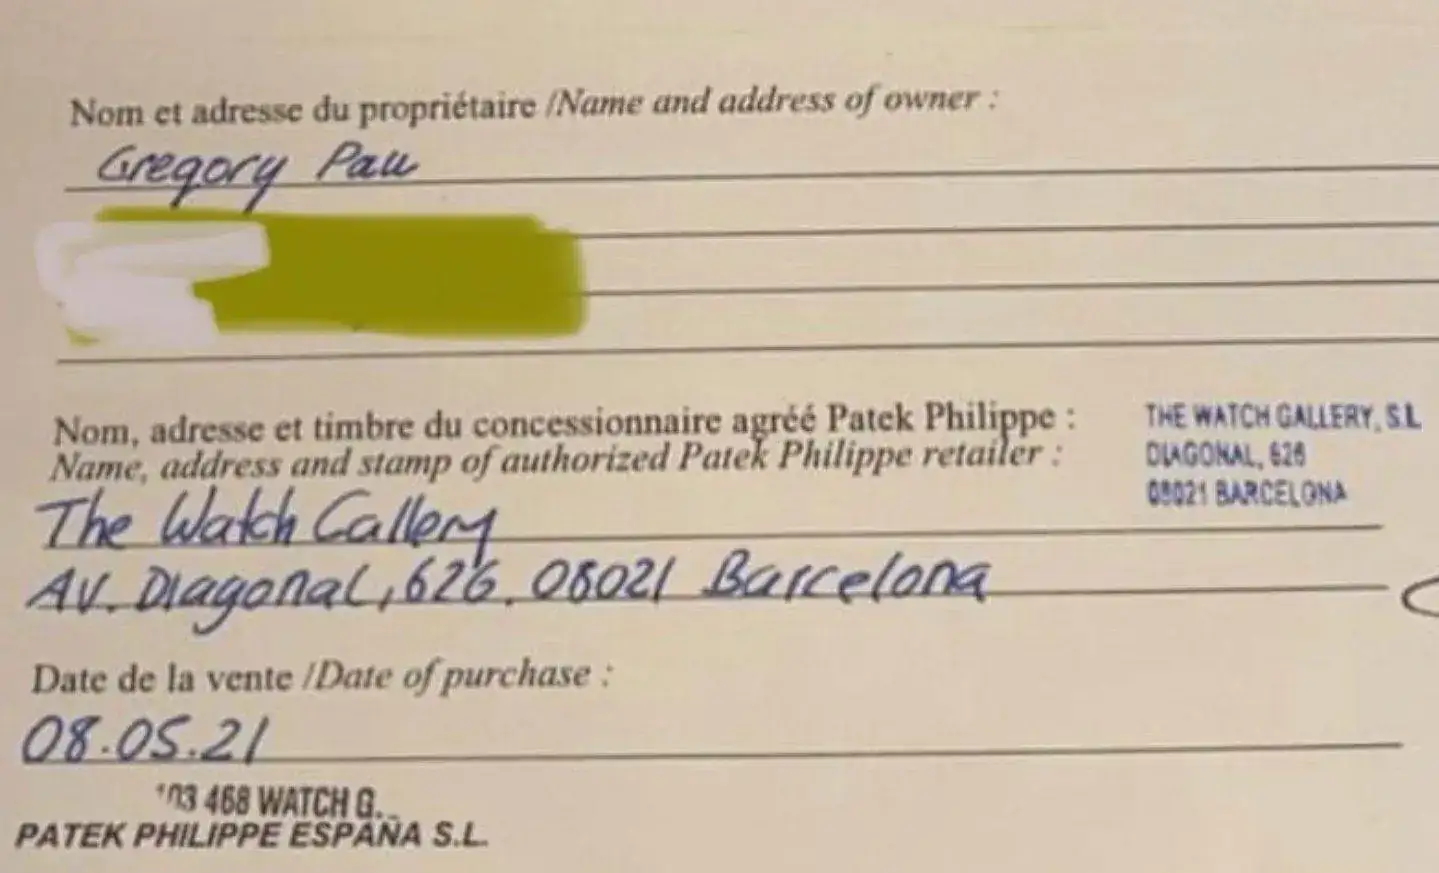 Nom et adresse du propriétaire /Name and address of owner :
Gregory Pau
Nom, adresse et timbre du concessionnaire agréé Patek Philippe :
Name, address and stamp of authorized Patek Philippe retailer :
THE WATCH GALLERY, S.L
DIAGONAL, 626
08021 BARCELONA
The Watch Gallery
AV. Diagonal, 626. 08021 Barcelona
Date de la vente /Date of purchase :
08.05.21
468 WATCH G.
PATEK PHILIPPE ESPAÑA S.L.